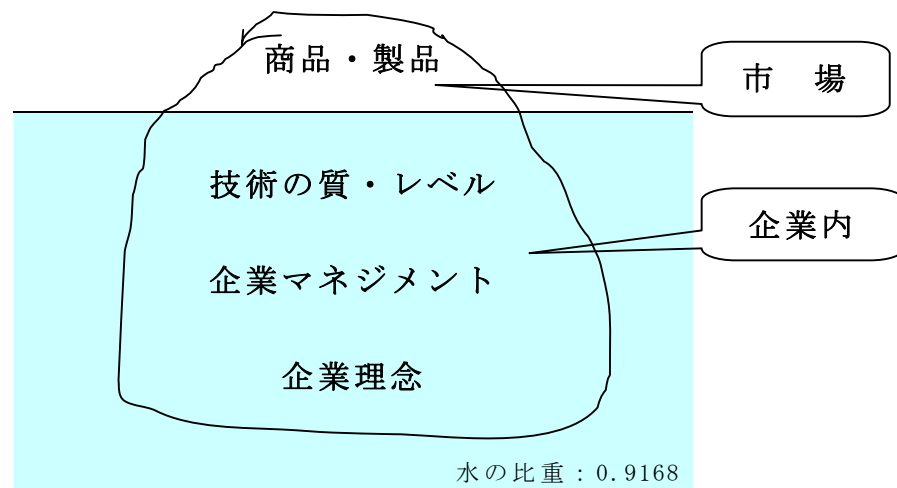 商品・製品
市 場
技術の質・レベル
企業内
企業マネジメント
企業理念
水の比重：0.9168